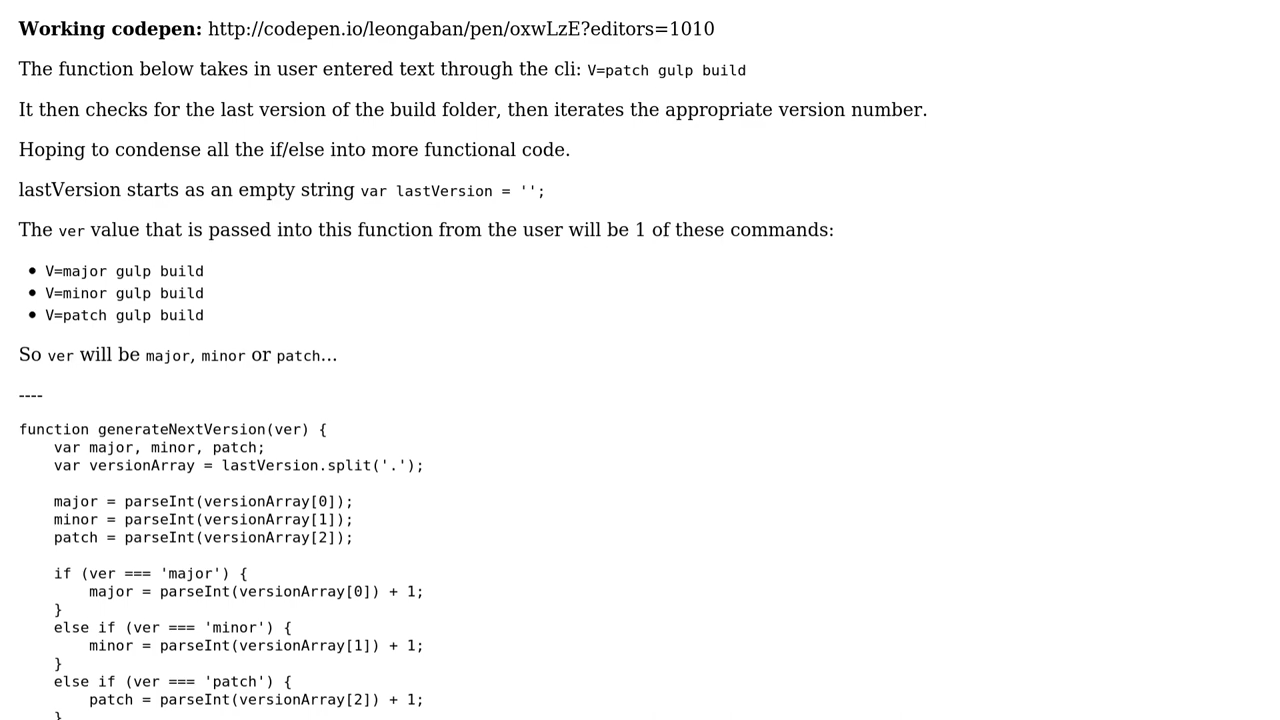 Working codepen: http://codepen.io/leongaban/pen/oxwLzE?editors=1010
The function below takes in user entered text through the cli: V=patch gulp build
It then checks for the last version of the build folder, then iterates the appropriate version number.
Hoping to condense all the if/else into more functional code.
lastVersion starts as an empty string var lastVersion = '';
The ver value that is passed into this function from the user will be 1 of these commands:
• V=major gulp build
• V=minor gulp build
• V=patch gulp build
So ver will be major, minor or patch...
----
function generateNextVersion(ver) {
    var major, minor, patch;
    var versionArray = lastVersion.split('.');

    major = parseInt(versionArray[0]);
    minor = parseInt(versionArray[1]);
    patch = parseInt(versionArray[2]);

    if (ver === 'major') {
        major = parseInt(versionArray[0]) + 1;
    }
    else if (ver === 'minor') {
        minor = parseInt(versionArray[1]) + 1;
    }
    else if (ver === 'patch') {
        patch = parseInt(versionArray[2]) + 1;
    }